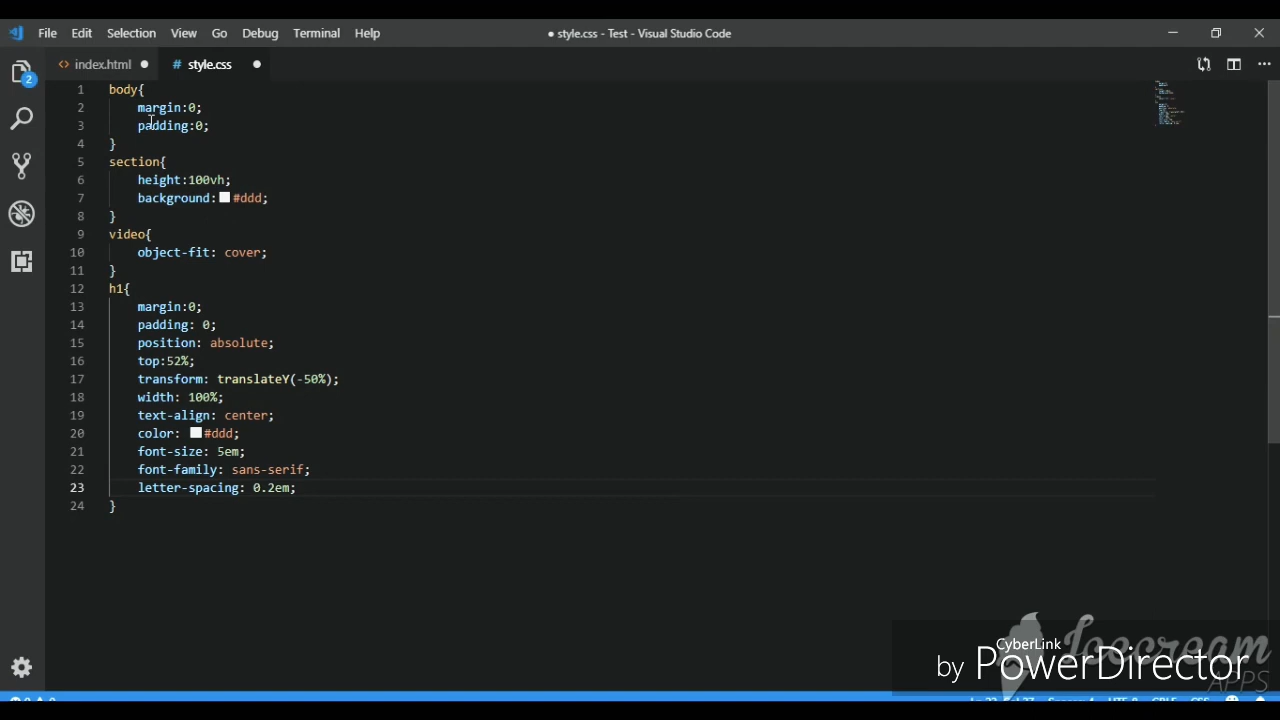 File Edit Selection View Go Debug Terminal Help
● style.css - Test - Visual Studio Code
index.html
# style.css
2
1 body{
2 margin:0;
3 padding:0;
4 }
5 section{
6 height:100vh;
7 background: #ddd;
8 }
9 video{
10 object-fit: cover;
11 }
12 h1{
13 margin:0;
14 padding: 0;
15 position: absolute;
16 top:52%;
17 transform: translateY(-50%);
18 width: 100%;
19 text-align: center;
20 color: #ddd;
21 font-size: 5em;
22 font-family: sans-serif;
23 letter-spacing: 0.2em;
24 }
Icecream
APPS
CyberLink
by PowerDirector